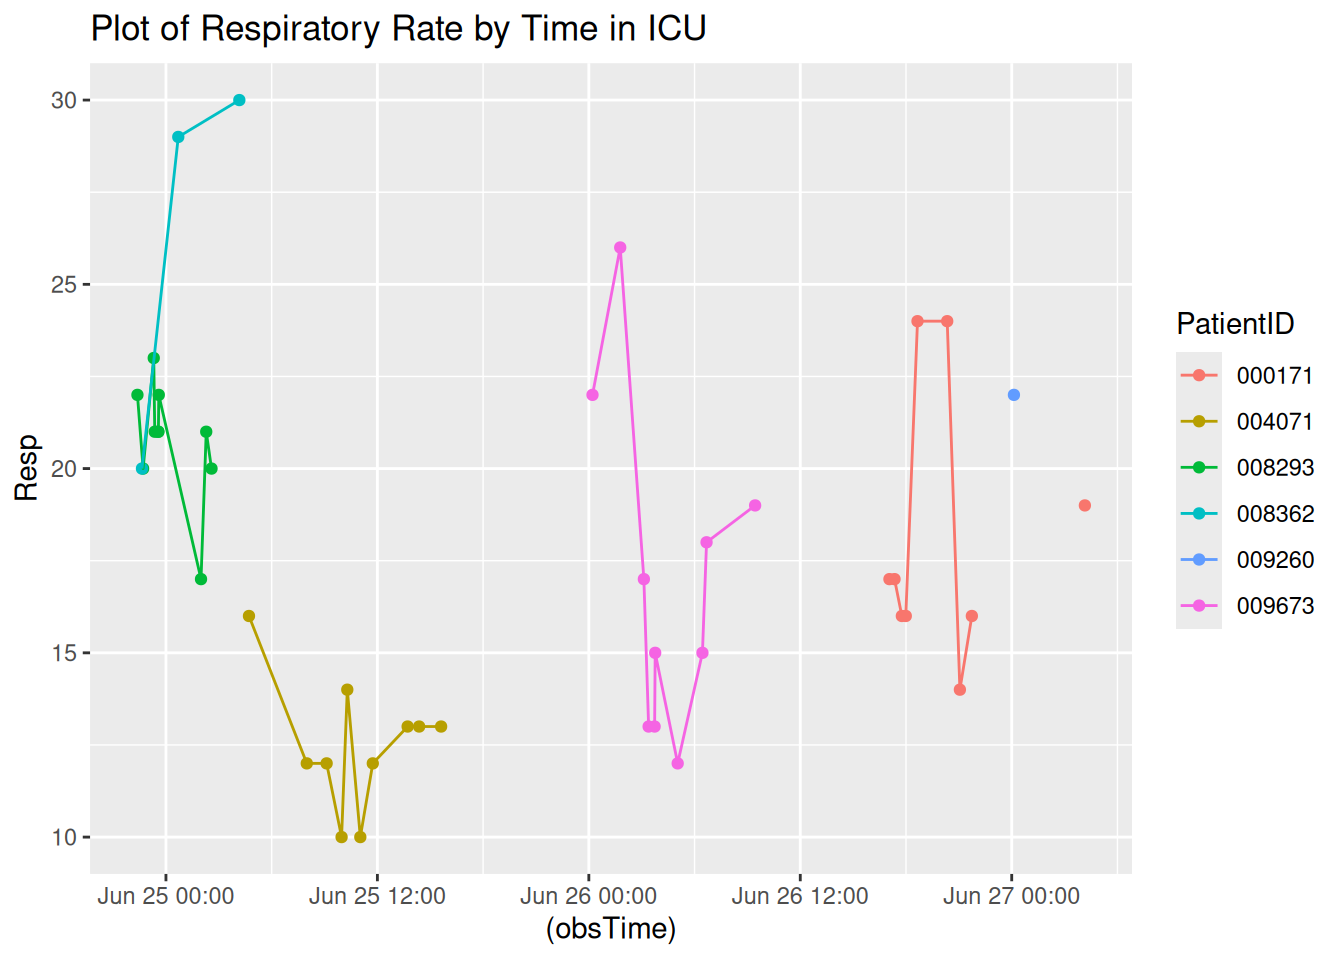 Plot of Respiratory Rate by Time in ICU
30
25
20
15
10
Resp
Jun 25 00:00
Jun 25 12:00
Jun 26 00:00
Jun 26 12:00
Jun 27 00:00
(obsTime)
PatientID
000171
004071
008293
008362
009260
009673